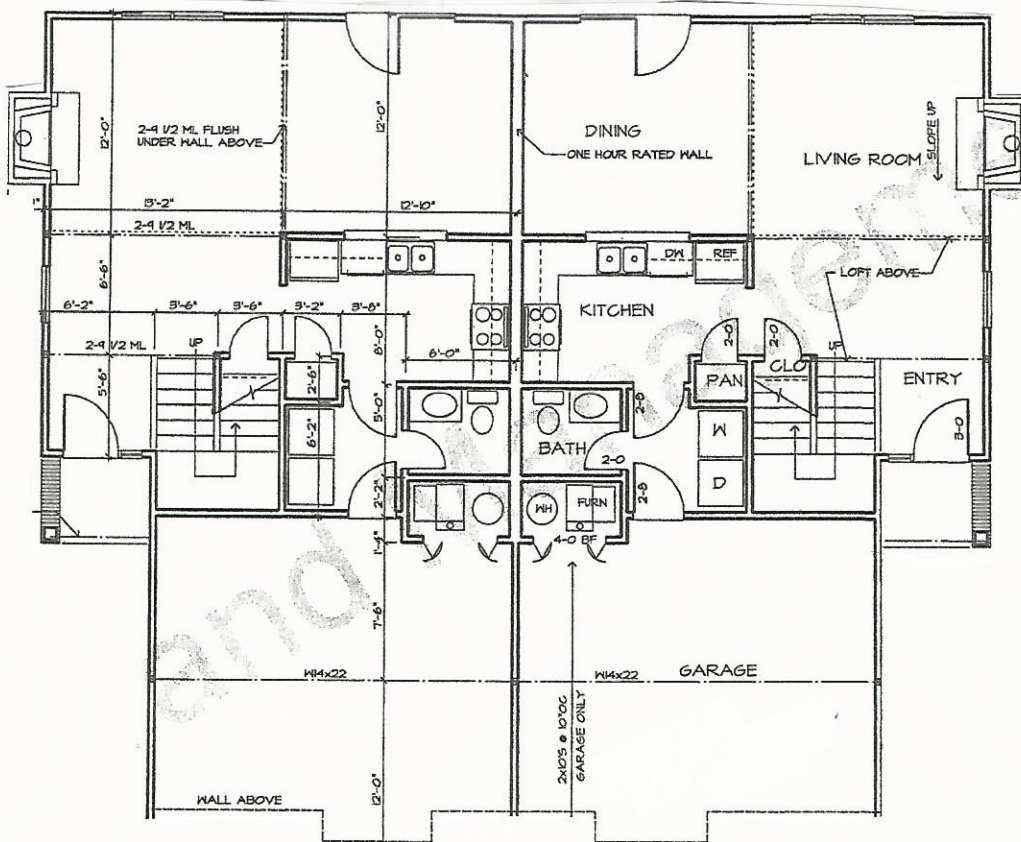 2-9 1/2 ML FLUSH
UNDER WALL ABOVE
12'-0"
12'-0"
DINING
ONE HOUR RATED WALL
LIVING ROOM
SLOPE UP
1"
13'-2"
12'-10"
2-9 1/2 ML
DW
REF
LOFT ABOVE
6'-6"
6'-2"
3'-6"
3'-6"
3'-2"
3'-8"
KITCHEN
8'-0"
6'-0"
2-0
2-0
2-9 1/2 ML
UP
UP
CLO
PAN
ENTRY
5'-6"
2'-6"
5'-0"
2-8
3-0
6'-2"
W
BATH
2-0
D
2'-2"
2-8
WH
FURN
4-0 BF
1'-4"
7'-6"
W14x22
W14x22
GARAGE
2x10'S @ 10"OC
GARAGE ONLY
WALL ABOVE
12'-0"